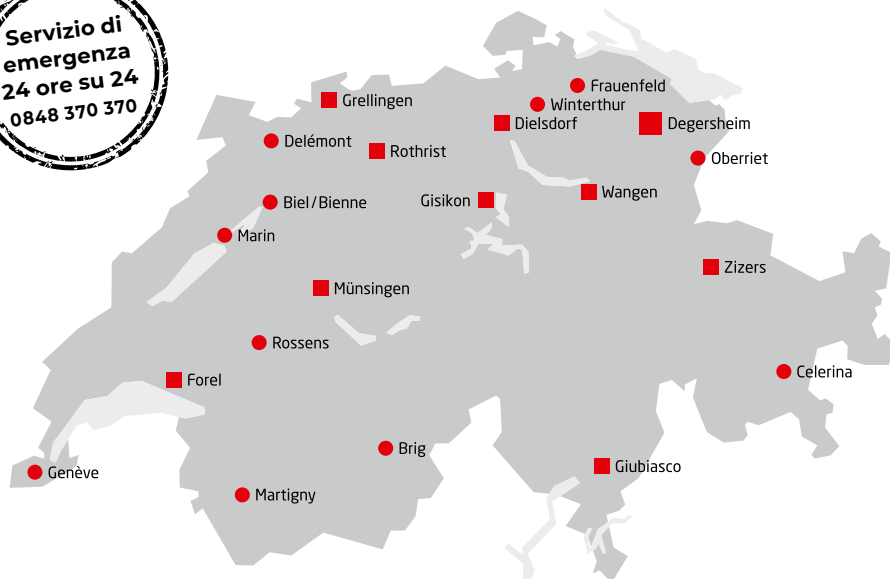 Servizio di
emergenza
24 ore su 24
0848 370 370
Frauenfeld
Grellingen
Winterthur
Dielsdorf
Degersheim
Delémont
Rothrist
Oberriet
Wangen
Gisikon
Biel/Bienne
Marin
Zizers
Münsingen
Rossens
Celerina
Forel
Brig
Giubiasco
Genève
Martigny